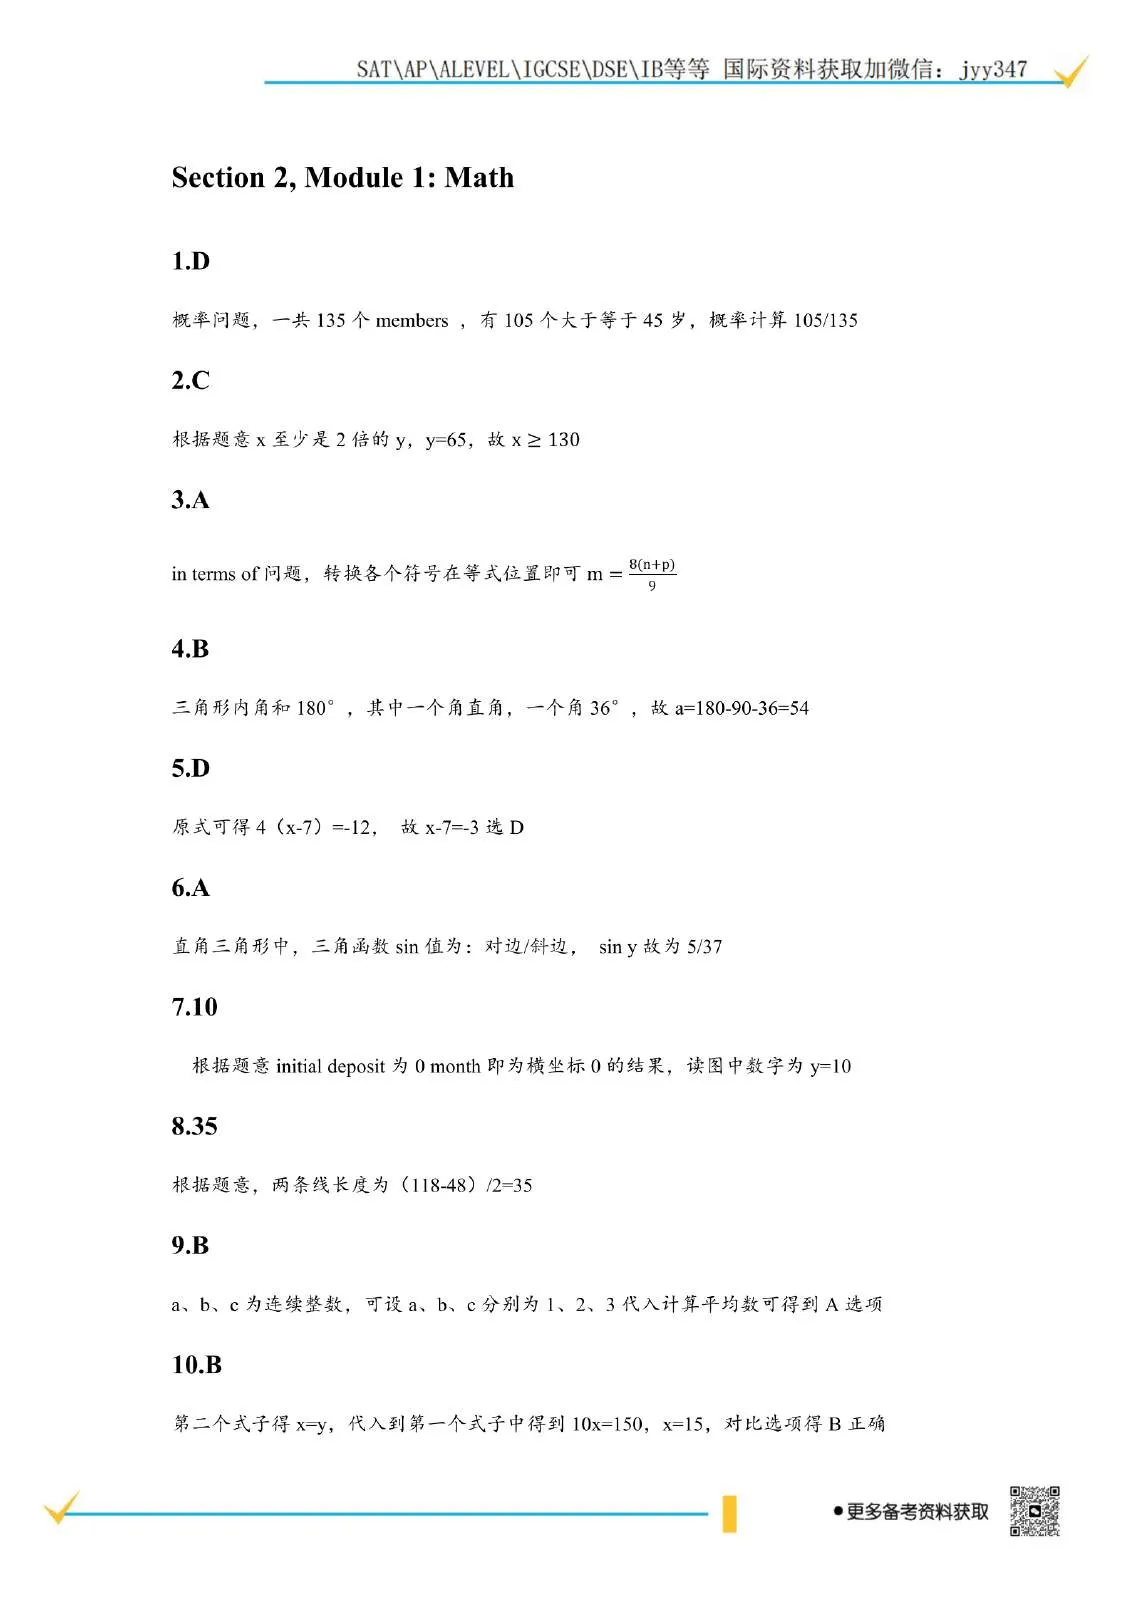 SAT\AP\ALEVEL\IGCSE\DSE\IB等等 国际资料获取加微信：jyy347
Section 2, Module 1: Math
1.D
概率问题，一共 135 个 members ，有 105 个大于等于 45 岁，概率计算 105/135
2.C
根据题意 x 至少是 2 倍的 y，y=65，故 x ≥ 130
3.A
in terms of 问题，转换各个符号在等式位置即可 m = 8(n+p)/9
4.B
三角形内角和 180°，其中一个角直角，一个角 36°，故 a=180-90-36=54
5.D
原式可得 4（x-7）=-12， 故 x-7=-3 选 D
6.A
直角三角形中，三角函数 sin 值为：对边/斜边， sin y 故为 5/37
7.10
根据题意 initial deposit 为 0 month 即为横坐标 0 的结果，读图中数字为 y=10
8.35
根据题意，两条线长度为（118-48）/2=35
9.B
a、b、c 为连续整数，可设 a、b、c 分别为 1、2、3 代入计算平均数可得到 A 选项
10.B
第二个式子得 x=y，代入到第一个式子中得到 10x=150，x=15，对比选项得 B 正确
●更多备考资料获取